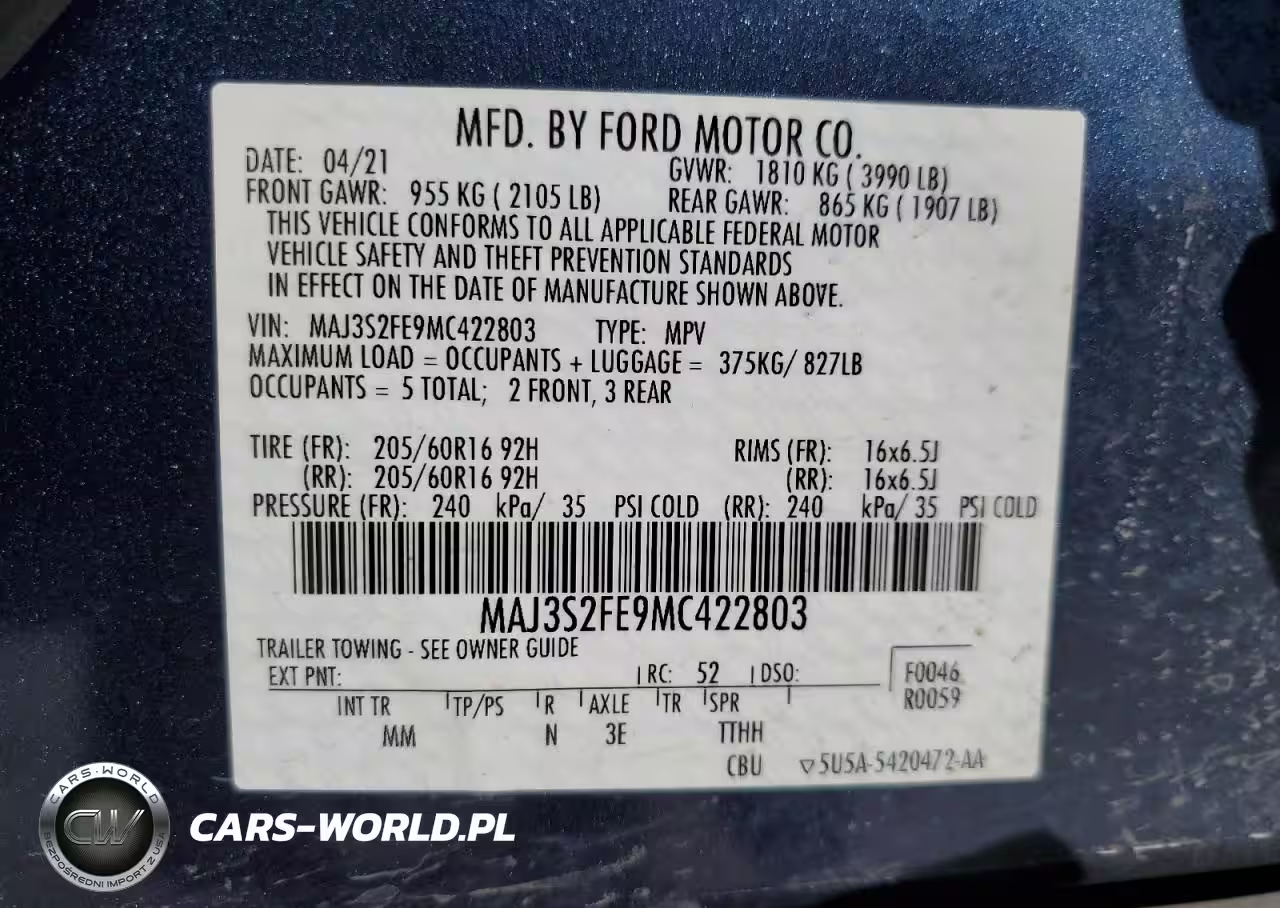 MFD. BY FORD MOTOR CO.
DATE: 04/21 GVWR: 1810 KG ( 3990 LB)
FRONT GAWR: 955 KG ( 2105 LB) REAR GAWR: 865 KG ( 1907 LB)
THIS VEHICLE CONFORMS TO ALL APPLICABLE FEDERAL MOTOR
VEHICLE SAFETY AND THEFT PREVENTION STANDARDS
IN EFFECT ON THE DATE OF MANUFACTURE SHOWN ABOVE.
VIN: MAJ3S2FE9MC422803 TYPE: MPV
MAXIMUM LOAD = OCCUPANTS + LUGGAGE = 375KG/ 827LB
OCCUPANTS = 5 TOTAL; 2 FRONT, 3 REAR
TIRE (FR): 205/60R16 92H RIMS (FR): 16x6.5J
(RR): 205/60R16 92H (RR): 16x6.5J
PRESSURE (FR): 240 kPa/ 35 PSI COLD (RR): 240 kPa/ 35 PSI COLD
MAJ3S2FE9MC422803
TRAILER TOWING - SEE OWNER GUIDE
EXT PNT: RC: 52 DSO: F0046
R0059
INT TR TP/PS R AXLE TR SPR
MM N 3E TTHH
CBU ▽5U5A-5420472-AA
CARS-WORLD
CW
BEZPOŚREDNI IMPORT Z USA
CARS-WORLD.PL